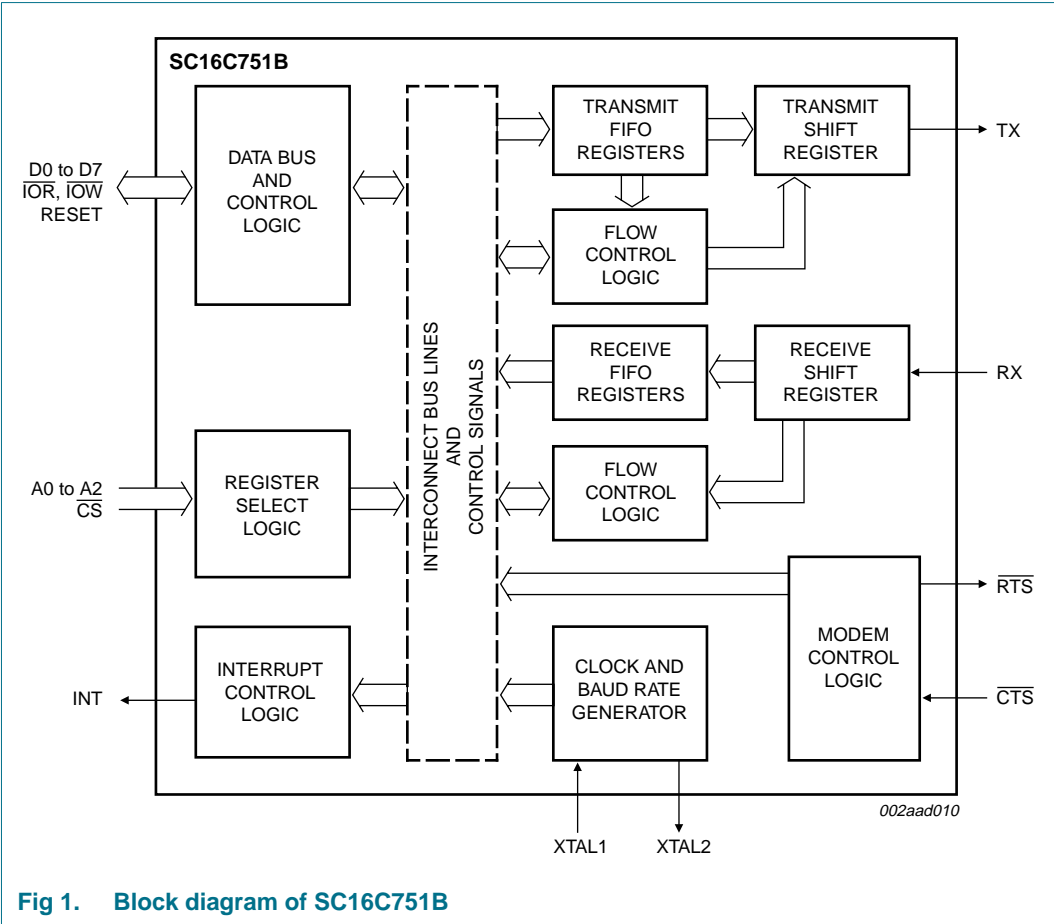 SC16C751B
D0 to D7
IOR, IOW
RESET
DATA BUS
AND
CONTROL
LOGIC
A0 to A2
CS
REGISTER
SELECT
LOGIC
INT
INTERRUPT
CONTROL
LOGIC
INTERCONNECT BUS LINES
AND
CONTROL SIGNALS
TRANSMIT
FIFO
REGISTERS
TRANSMIT
SHIFT
REGISTER
TX
FLOW
CONTROL
LOGIC
RECEIVE
FIFO
REGISTERS
RECEIVE
SHIFT
REGISTER
RX
FLOW
CONTROL
LOGIC
CLOCK AND
BAUD RATE
GENERATOR
MODEM
CONTROL
LOGIC
RTS
CTS
XTAL1
XTAL2
002aad010
Fig 1. Block diagram of SC16C751B